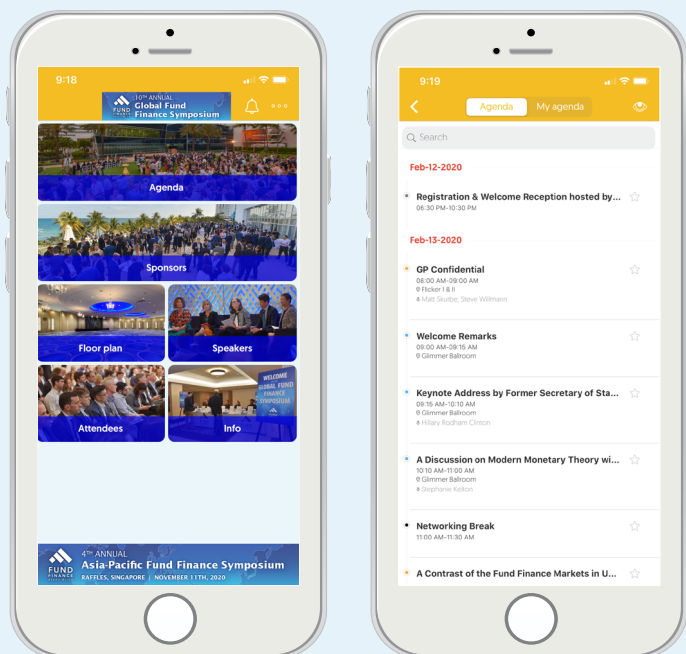 9:18
FUND
FINANCE
10TH ANNUAL
Global Fund
Finance Symposium
Agenda
Sponsors
Floor plan
Speakers
WELCOME
GLOBAL FUND
FINANCE
SYMPOSIUM
Attendees
Info
FUND
FINANCE
4TH ANNUAL
Asia-Pacific Fund Finance Symposium
RAFFLES, SINGAPORE | NOVEMBER 11TH, 2020
9:19
Agenda
My agenda
Search
Feb-12-2020
Registration & Welcome Reception hosted by...
06:30 PM-10:30 PM
Feb-13-2020
GP Confidential
08:00 AM-09:00 AM
Flicker I & II
Matt Skurbe, Steve Willmann
Welcome Remarks
09:00 AM-09:15 AM
Glimmer Ballroom
Keynote Address by Former Secretary of Sta...
09:15 AM-10:10 AM
Glimmer Ballroom
Hillary Rodham Clinton
A Discussion on Modern Monetary Theory wi...
10:10 AM-11:00 AM
Glimmer Ballroom
Stephanie Kelton
Networking Break
11:00 AM-11:30 AM
A Contrast of the Fund Finance Markets in U...